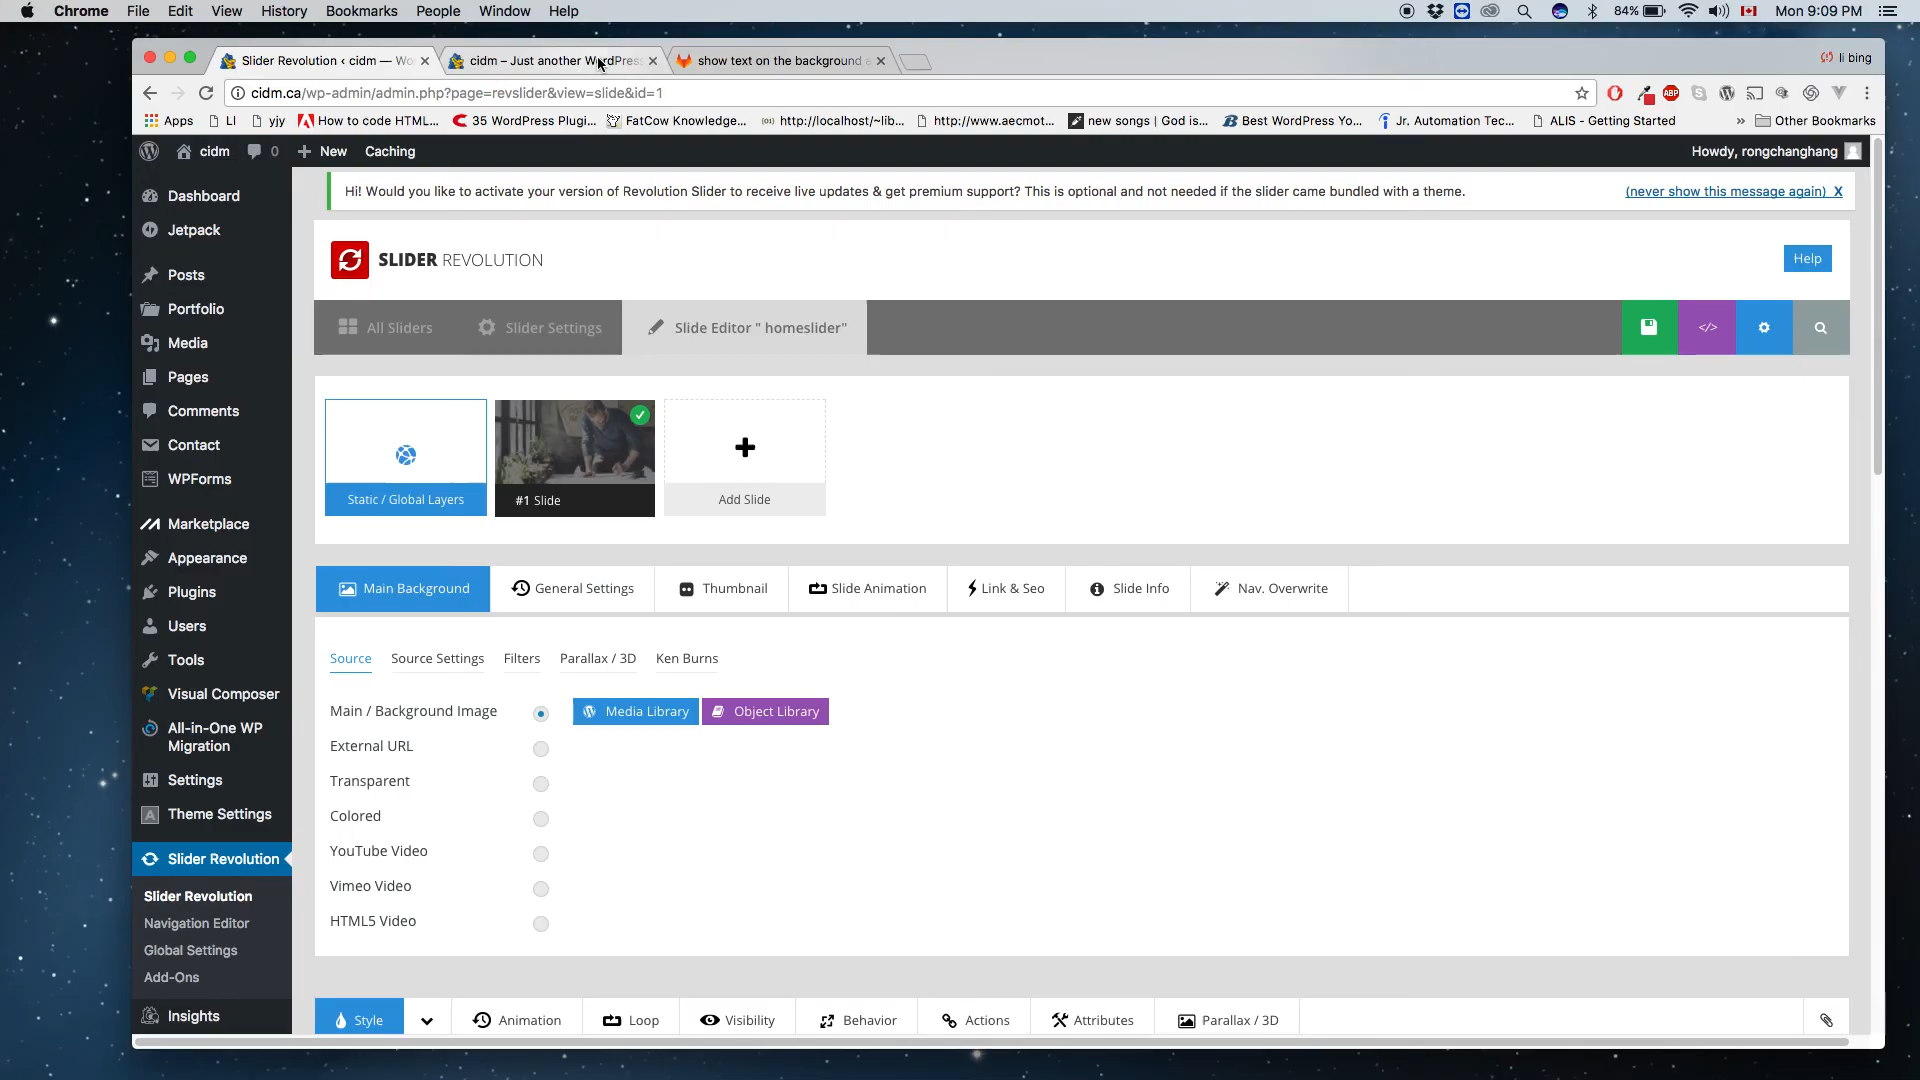 Chrome File Edit View History Bookmarks People Window Help 84% Mon 9:09 PM
Slider Revolution ‹ cidm — Wo
cidm – Just another WordPress
show text on the background
li bing
cidm.ca/wp-admin/admin.php?page=revslider&view=slide&id=1
ABP
Apps LI yjy How to code HTML... 35 WordPress Plugi... FatCow Knowledge... http://localhost/~lib... http://www.aecmot... new songs | God is... Best WordPress Yo... Jr. Automation Tec... ALIS - Getting Started » Other Bookmarks
cidm 0 New Caching Howdy, rongchanghang
Hi! Would you like to activate your version of Revolution Slider to receive live updates & get premium support? This is optional and not needed if the slider came bundled with a theme. (never show this message again) X
Dashboard
Jetpack
Posts
Portfolio
Media
Pages
Comments
Contact
WPForms
Marketplace
Appearance
Plugins
Users
Tools
Visual Composer
All-in-One WP
Migration
Settings
Theme Settings
Slider Revolution
Slider Revolution
Navigation Editor
Global Settings
Add-Ons
Insights
SLIDER REVOLUTION Help
All Sliders Slider Settings Slide Editor " homeslider" </>
Static / Global Layers #1 Slide Add Slide
Main Background General Settings Thumbnail Slide Animation Link & Seo Slide Info Nav. Overwrite
Source Source Settings Filters Parallax / 3D Ken Burns
Main / Background Image Media Library Object Library
External URL
Transparent
Colored
YouTube Video
Vimeo Video
HTML5 Video
Style Animation Loop Visibility Behavior Actions Attributes Parallax / 3D